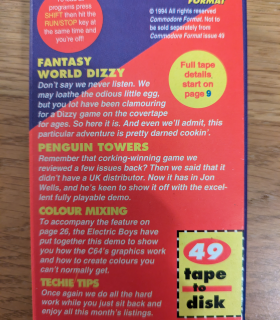 programs press
SHIFT then hit the
RUN/STOP key at
the same time and
you're off!
FORMAT
© 1994 All rights reserved
Commodore Format. Not to
be sold separately from
Commodore Format issue 49
FANTASY
WORLD DIZZY
Full tape
details
start on
page 9
Don't say we never listen. We
may loathe the odious little egg,
but you lot have been clamouring
for a Dizzy game on the covertape
for ages. So here it is. And even we'll admit, this
particular adventure is pretty darned cookin'.
PENGUIN TOWERS
Remember that corking-winning game we
reviewed a few issues back? Then we said that it
didn't have a UK distributor. Now it has in Jon
Wells, and he's keen to show it off with the excel-
lent fully playable demo.
COLOUR MIXING
To accompany the feature on
page 26, the Electric Boys have
put together this demo to show
you how the C64's graphics work
and how to create colours you
can't normally get.
TECHIE TIPS
Once again we do all the hard
work while you just sit back and
enjoy all this month's listings.
49
tape
to
disk